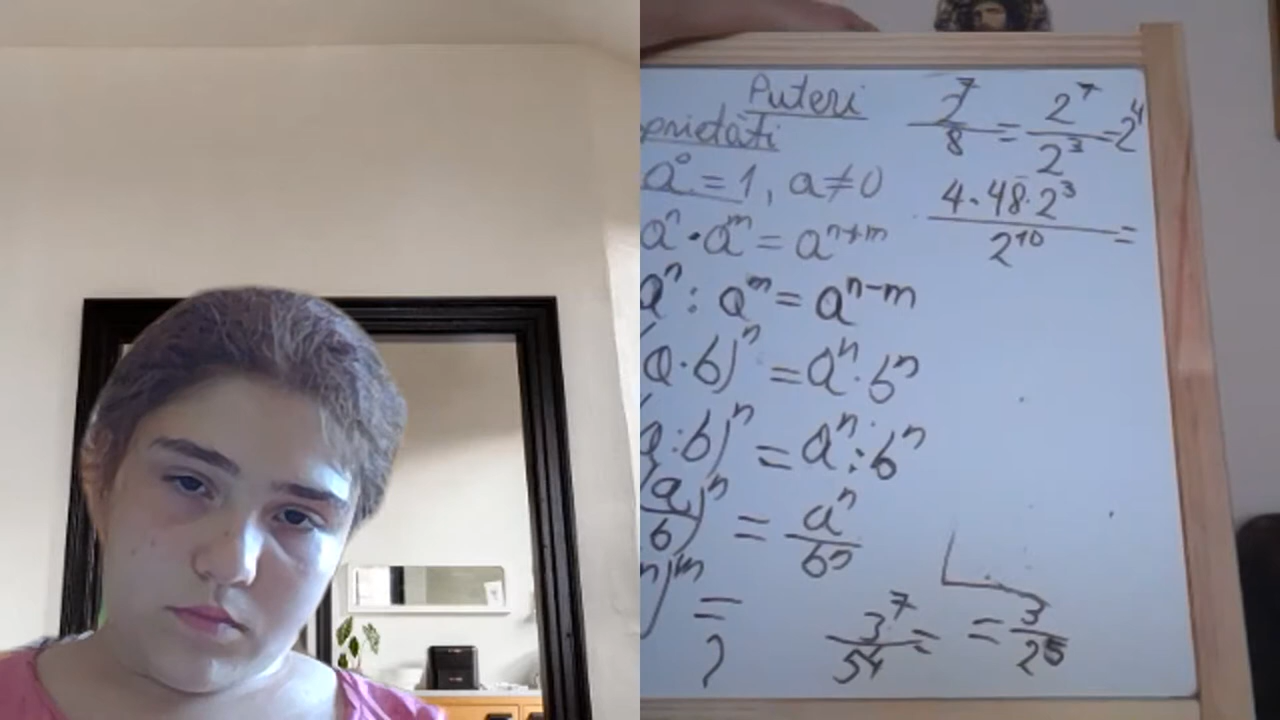 Puteri
prietăți
a⁰ = 1, a ≠ 0
aⁿ · aᵐ = aⁿ⁺ᵐ
aⁿ : aᵐ = aⁿ⁻ᵐ
(a · b)ⁿ = aⁿ · bⁿ
(a : b)ⁿ = aⁿ : bⁿ
(a/b)ⁿ = aⁿ/bⁿ
ⁿ)ᵐ =
?
2⁷/8 = 2⁷/2³ = 2⁴
4 · 48 · 2³/2¹⁰ =
3⁷/54 =
= 3/2⁵